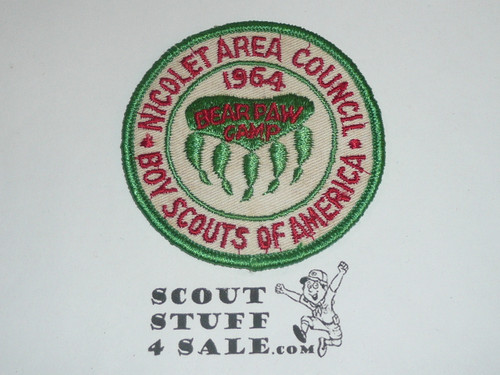 NICOLET AREA COUNCIL
1964
BEAR PAW
CAMP
BOY SCOUTS OF AMERICA
SCOUT
STUFF
4 SALE.COM